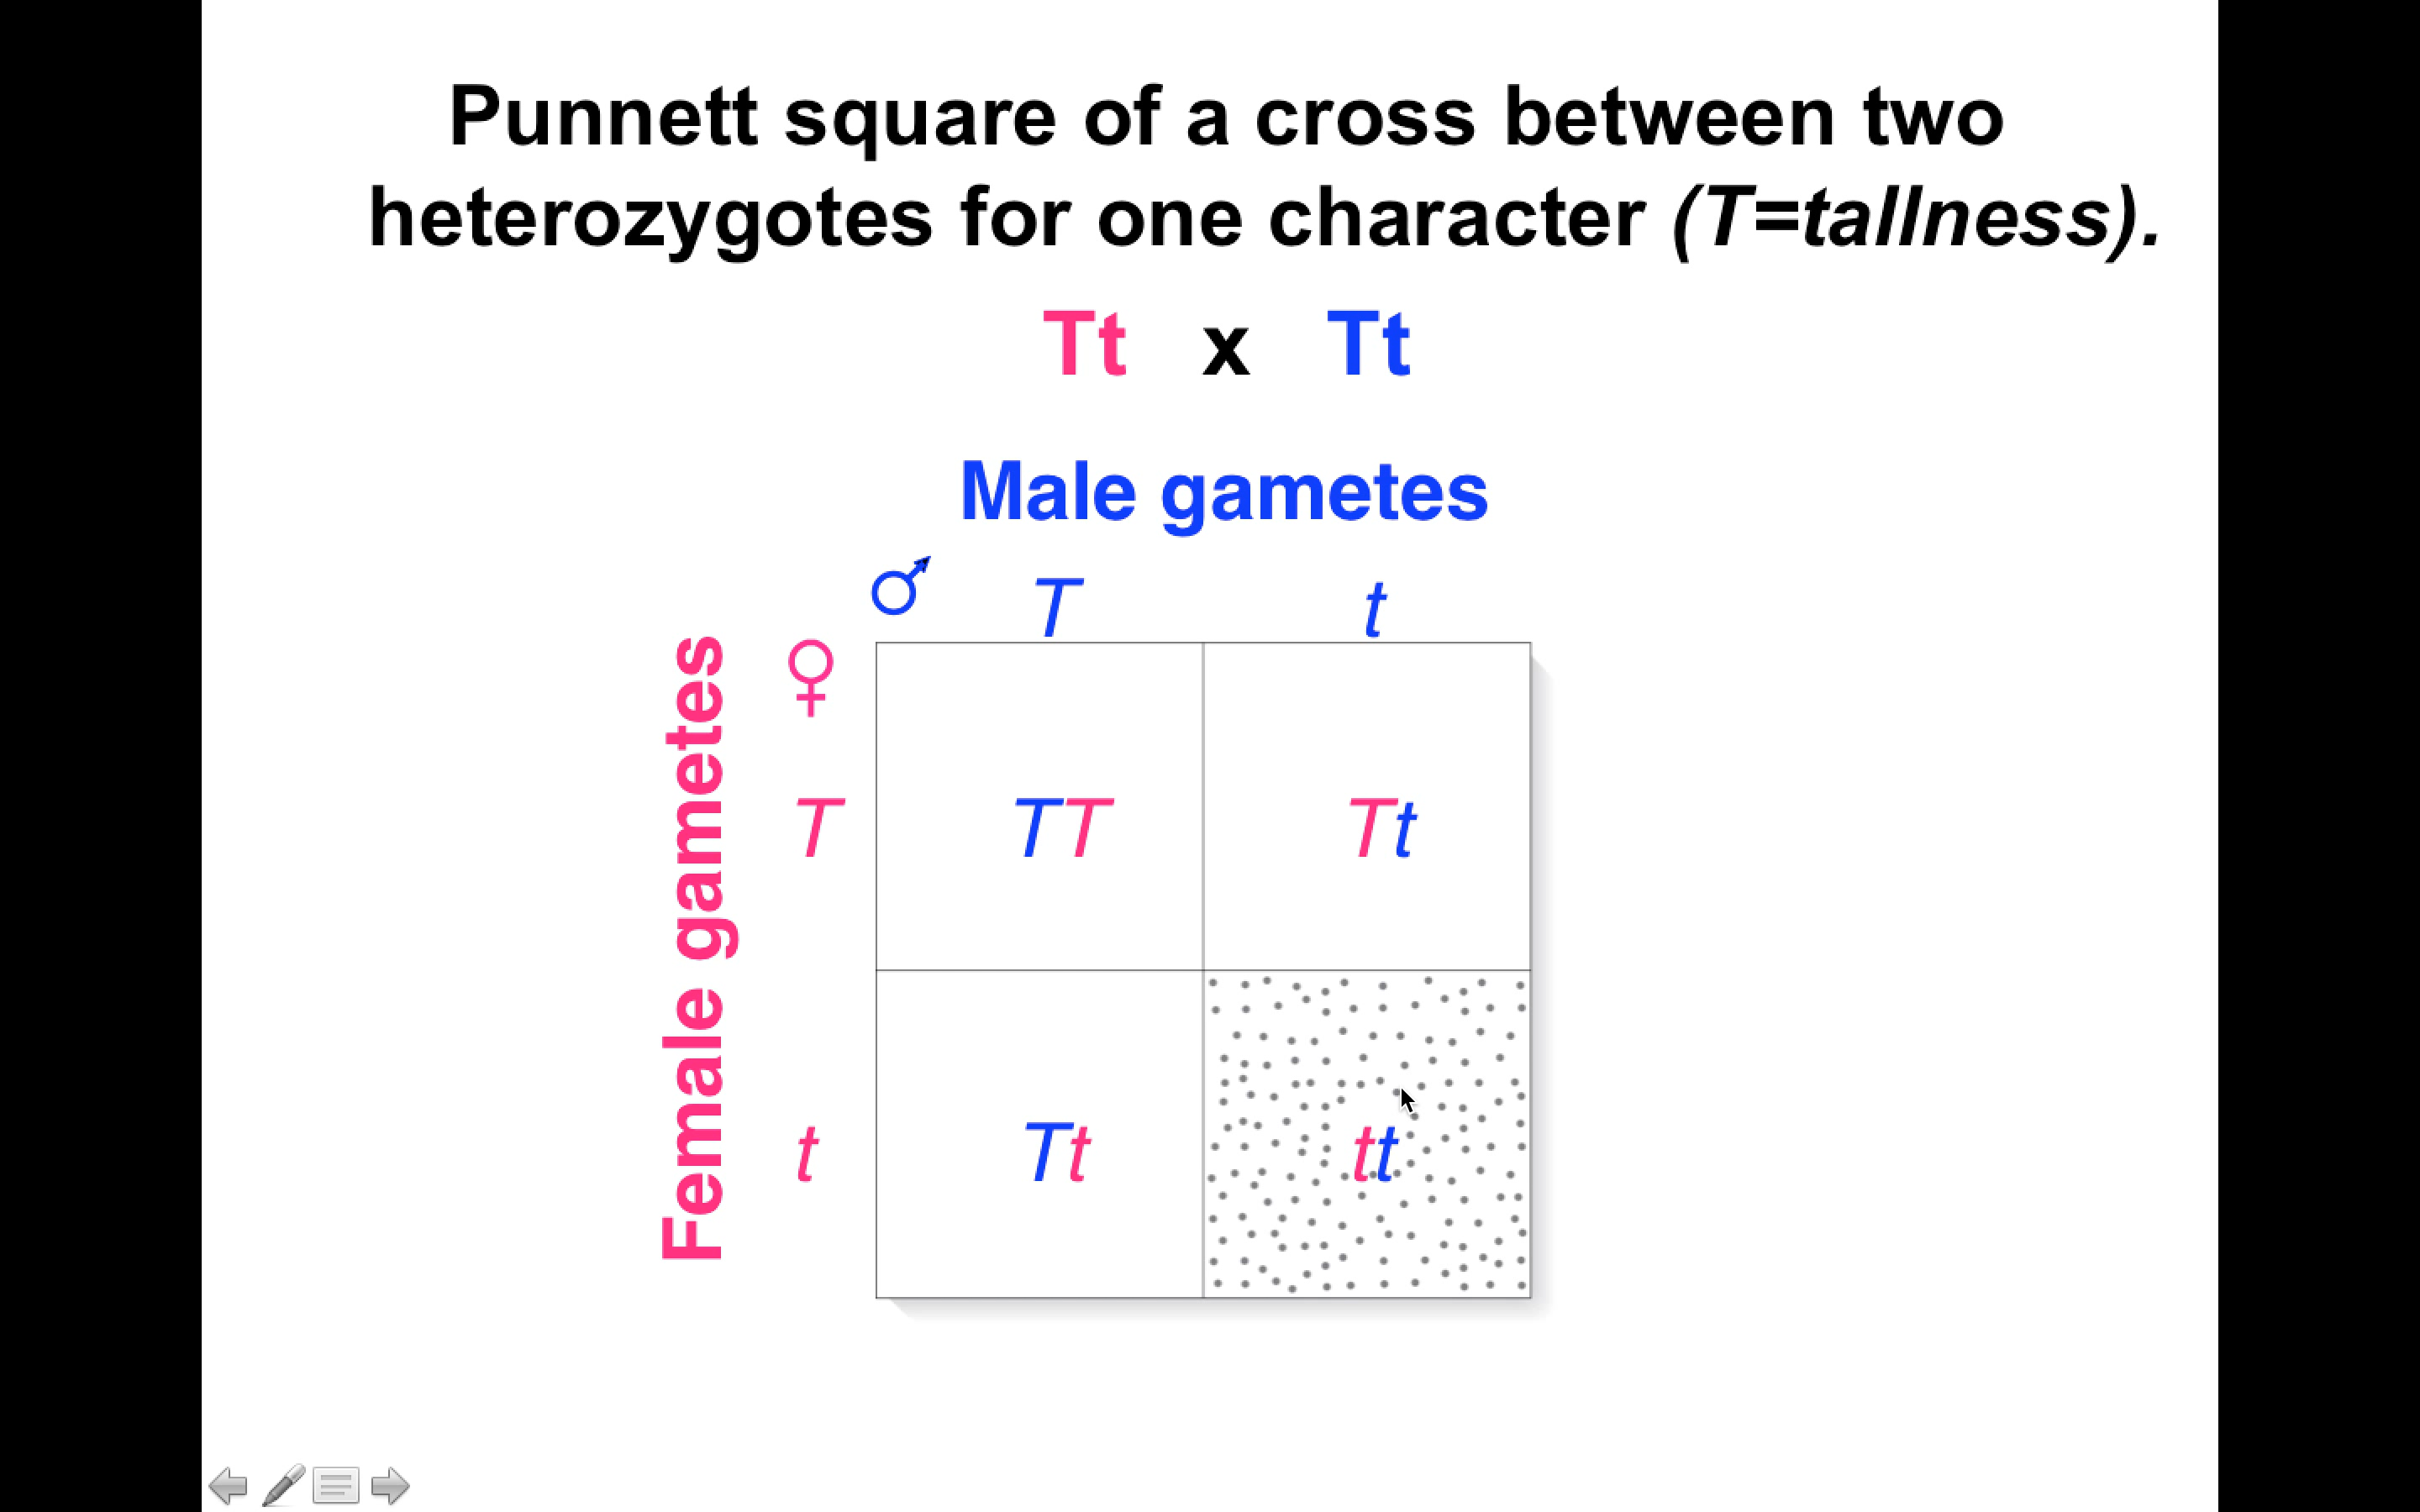 Punnett square of a cross between two
heterozygotes for one character (T=tallness).
Tt x Tt
Male gametes
♂ T t
Female gametes
♀
T TT Tt
t Tt tt